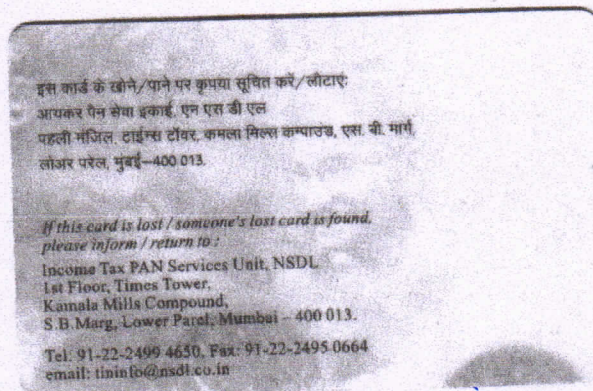 इस कार्ड के खोने/पाने पर कृपया सूचित करें/लौटाएं:
आयकर पैन सेवा इकाई, एन एस डी एल
पहली मंजिल, टाईम्स टॉवर, कमला मिल्स कम्पाउंड, एस. बी. मार्ग,
लोअर परेल, मुंबई–400 013.
If this card is lost / someone's lost card is found,
please inform / return to :
Income Tax PAN Services Unit, NSDL
1st Floor, Times Tower,
Kamala Mills Compound,
S.B.Marg, Lower Parel, Mumbai – 400 013.
Tel: 91-22-2499 4650, Fax: 91-22-2495 0664
email: tininfo@nsdl.co.in